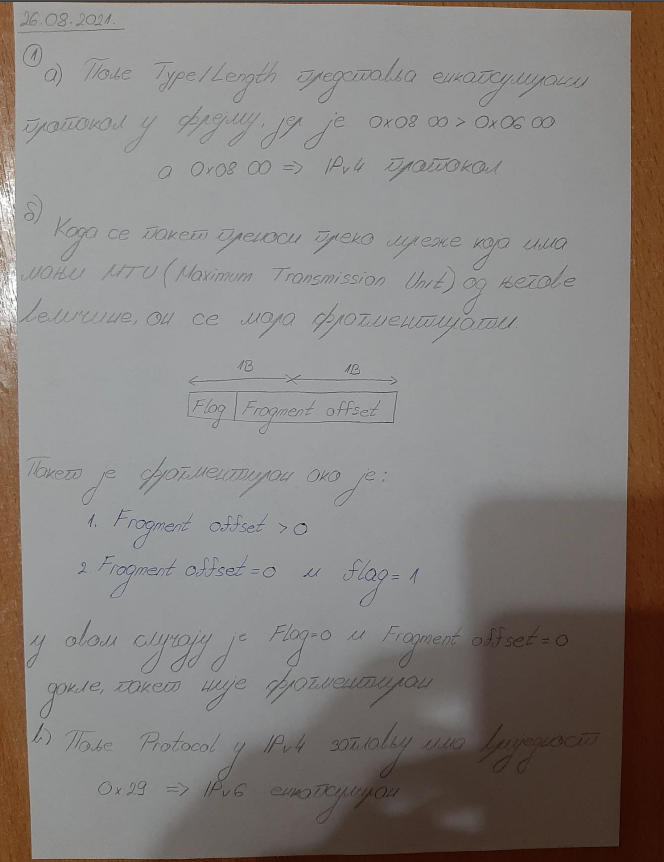 26.08.2021.
①
а) Поље Type/Length представља енкапсулирани
протокол у фрејму, јер је 0x08 00 > 0x06 00
а 0x08 00 => IPv4 протокол
б)
Када се пакет преноси преко мреже која има
мањи MTU (Maximum Transmission Unit) од његове
величине, он се мора фрагментирати.
1B 1B
Flag Fragment offset
Пакет је фрагментиран ако је:
1. Fragment offset > 0
2. Fragment offset = 0 и flag = 1
у овом случају је Flag=0 и Fragment offset = 0
дакле, пакет није фрагментиран
в) Поље Protocol у IPv4 заглављу има вриједност
0x29 => IPv6 енкапсулиран